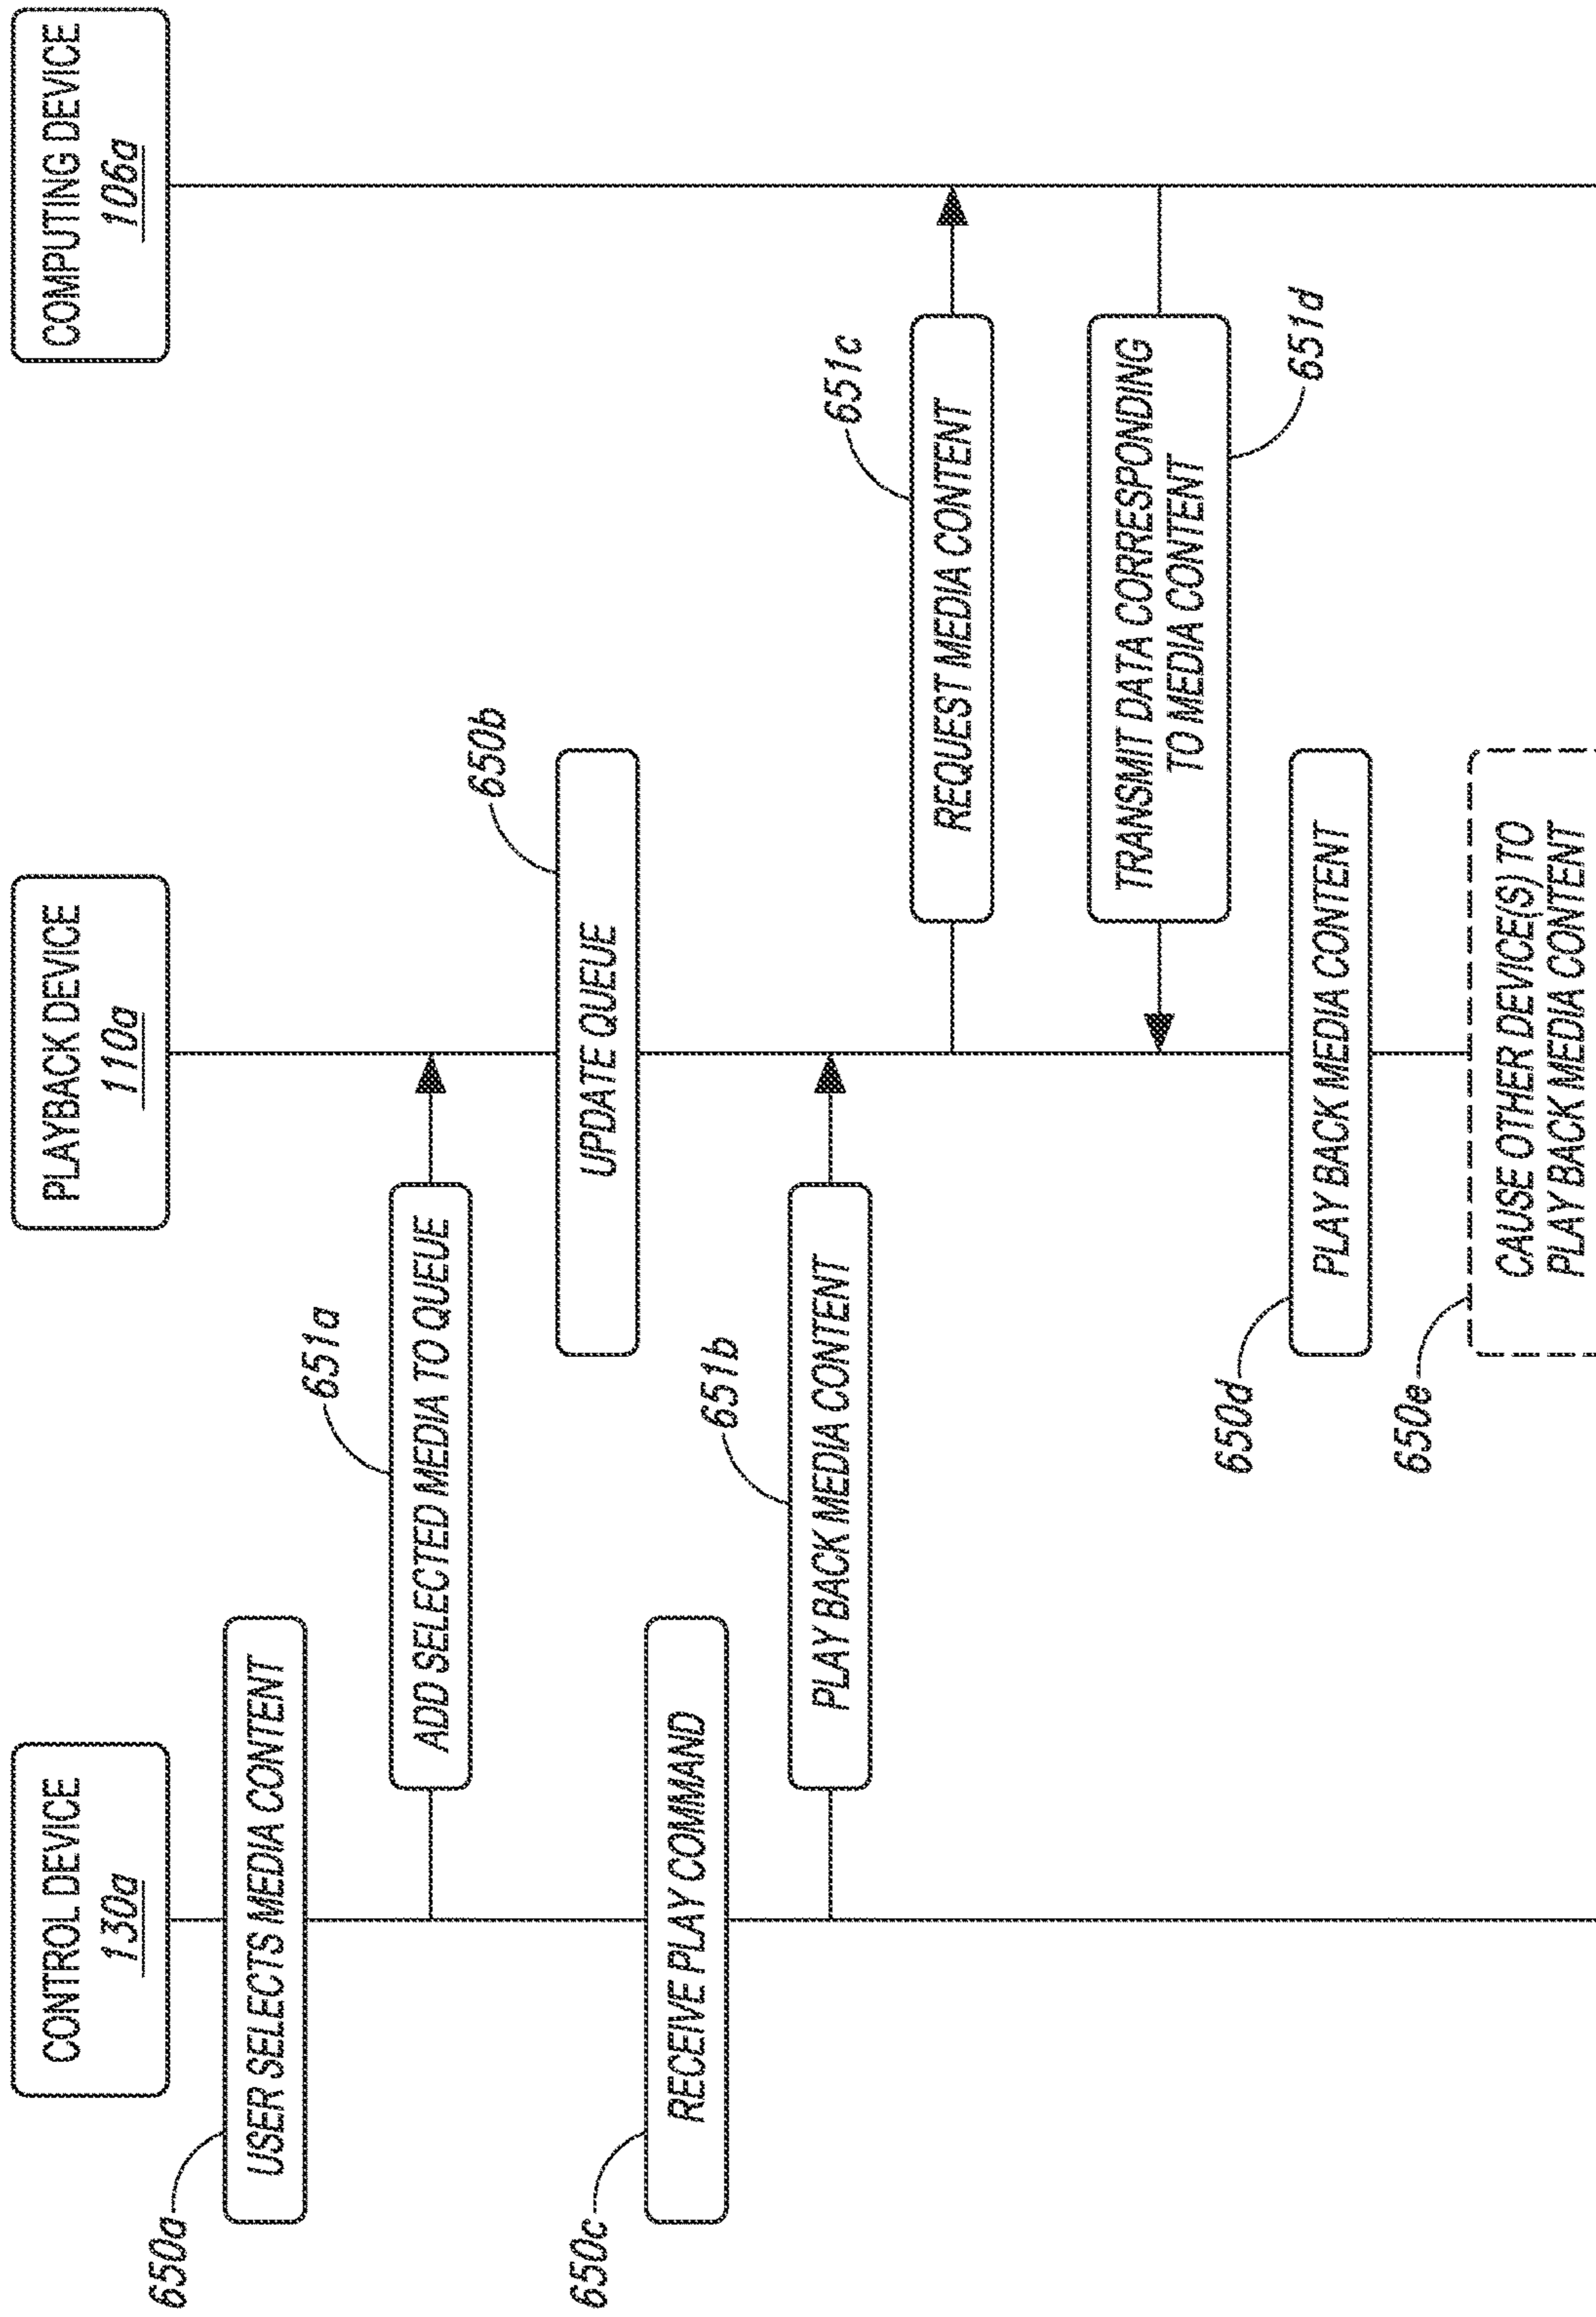 CONTROL DEVICE
130a
PLAYBACK DEVICE
110a
COMPUTING DEVICE
106a
650a
USER SELECTS MEDIA CONTENT
651a
ADD SELECTED MEDIA TO QUEUE
650b
UPDATE QUEUE
650c
RECEIVE PLAY COMMAND
651b
PLAY BACK MEDIA CONTENT
651c
REQUEST MEDIA CONTENT
TRANSMIT DATA CORRESPONDING
TO MEDIA CONTENT
651d
650d
PLAY BACK MEDIA CONTENT
650e
CAUSE OTHER DEVICE(S) TO
PLAY BACK MEDIA CONTENT